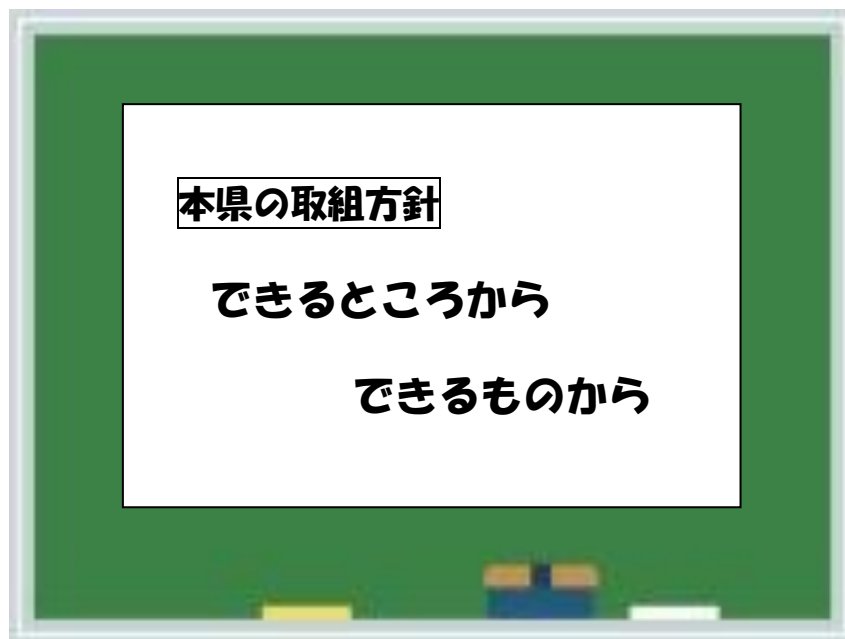 本県の取組方針
できるところから
できるものから